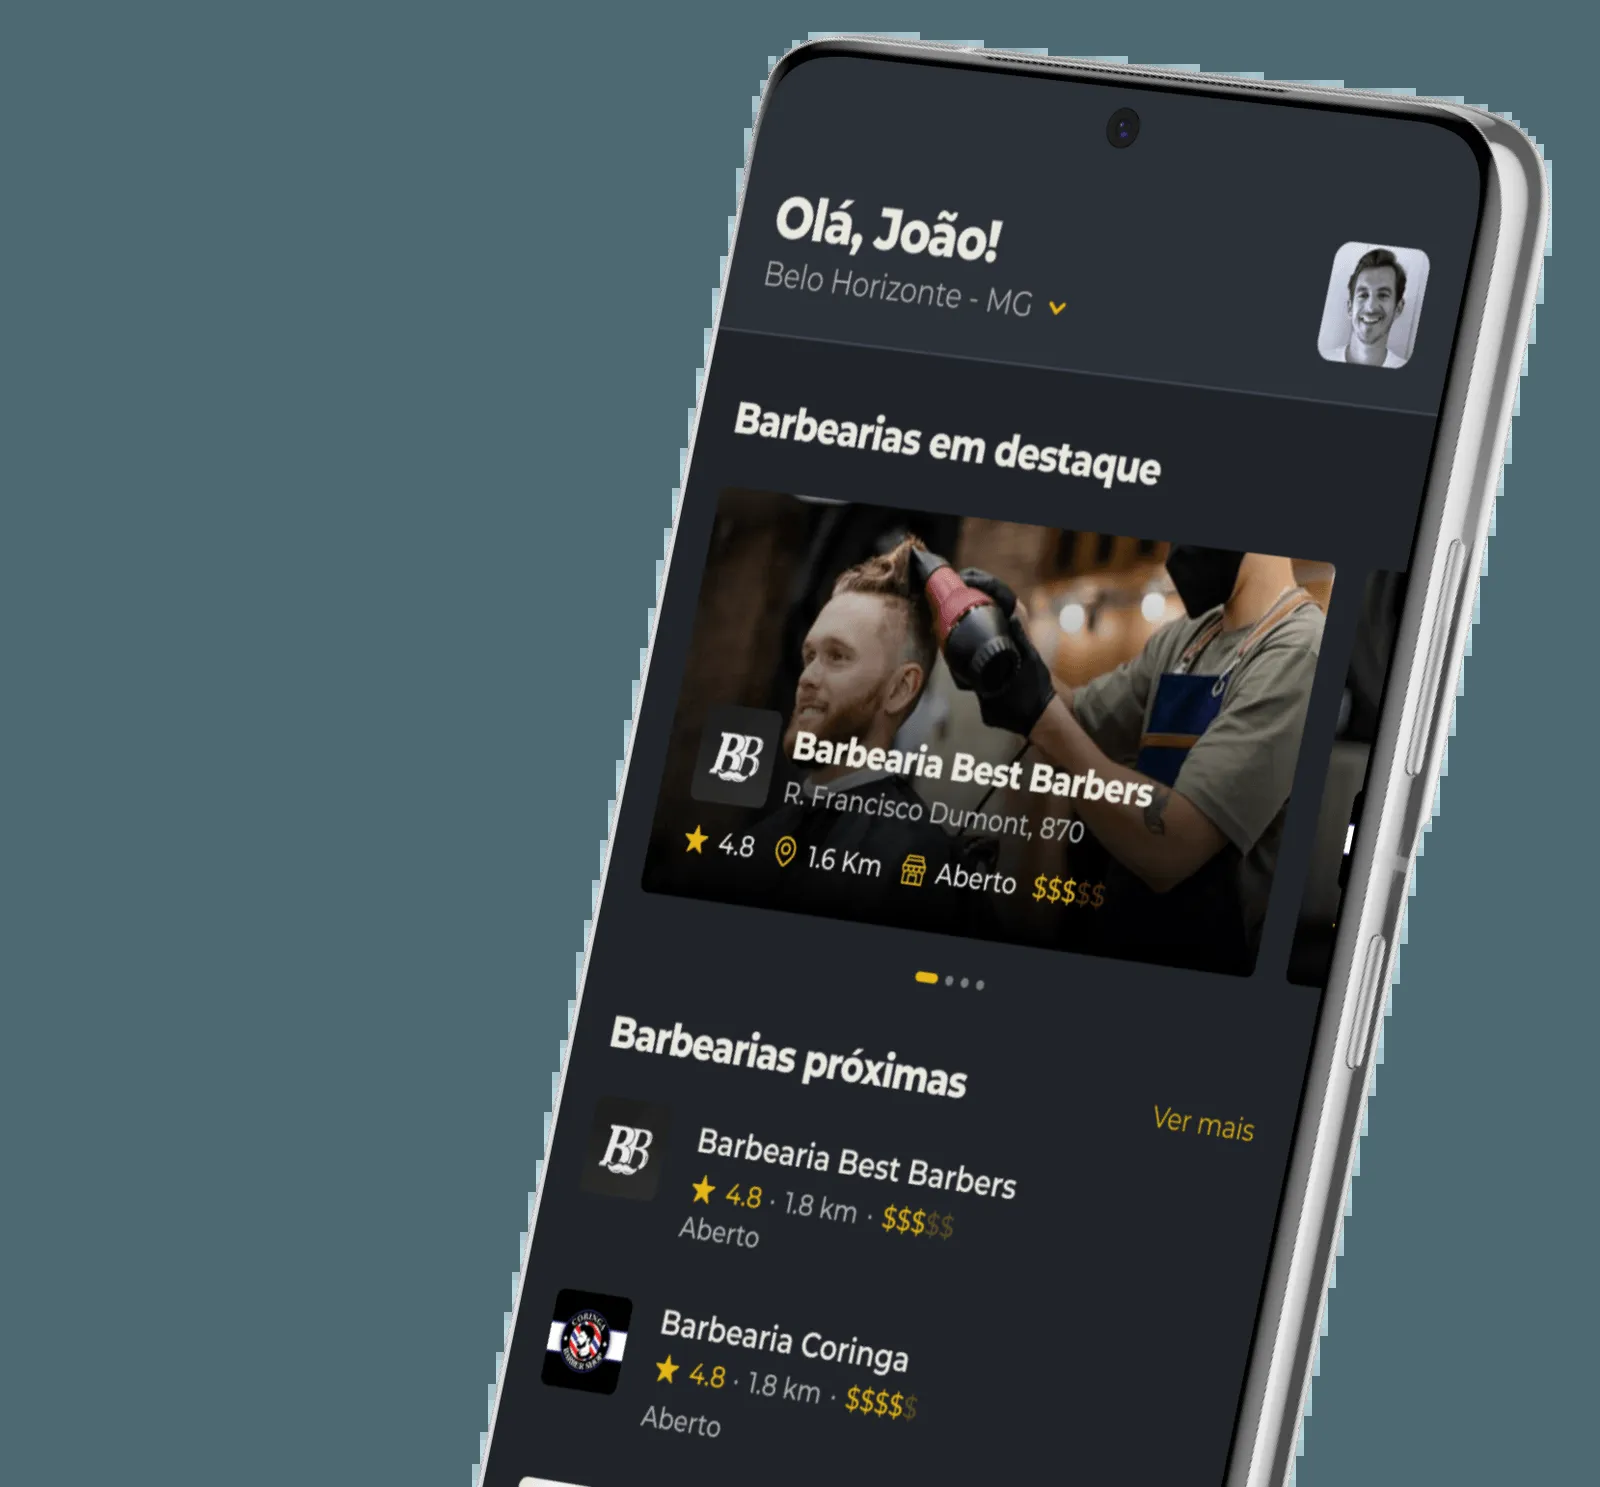 Olá, João!
Belo Horizonte - MG
Barbearias em destaque
BB
Barbearia Best Barbers
R. Francisco Dumont, 870
4.8 1.6 Km Aberto $$$$$
Barbearias próximas
Ver mais
BB
Barbearia Best Barbers
4.8 · 1.8 km · $$$$$
Aberto
CORINGA
BARBER SHOP
Barbearia Coringa
4.8 · 1.8 km · $$$$$
Aberto